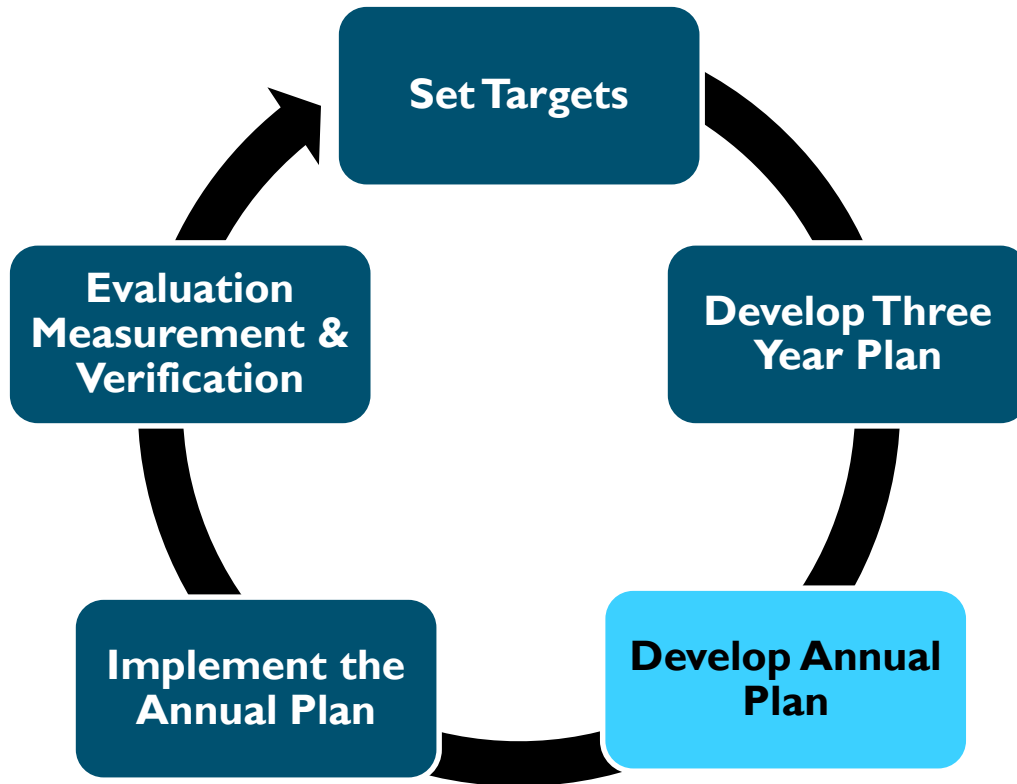 Set Targets
Develop Three
Year Plan
Develop Annual
Plan
Implement the
Annual Plan
Evaluation
Measurement &
Verification